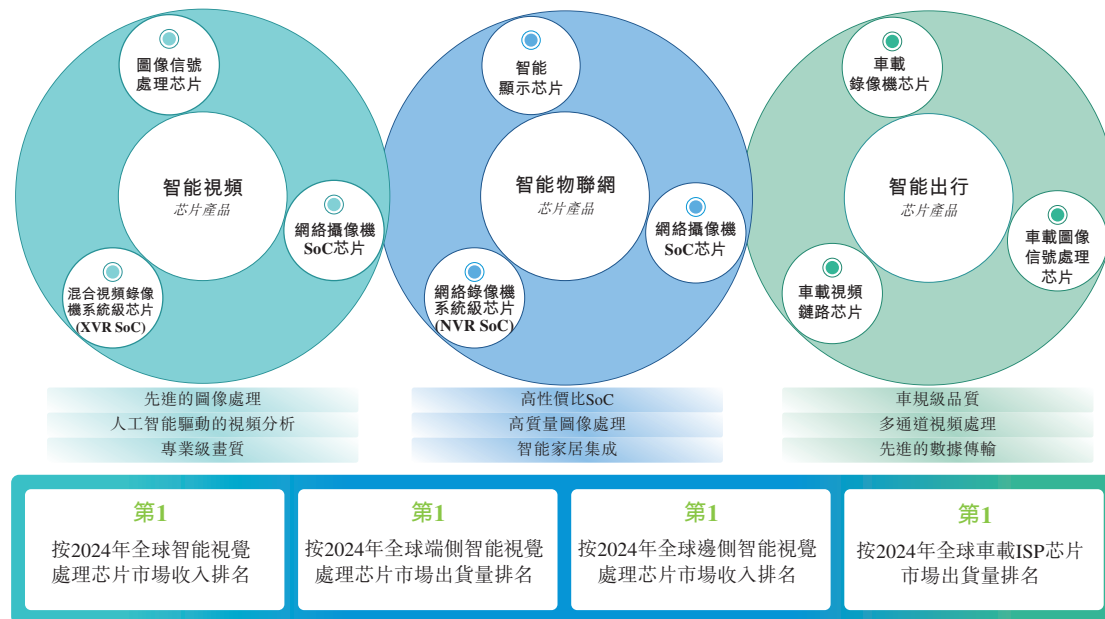 圖像信號
處理芯片
智能視頻
芯片產品
網絡攝像機
SoC芯片
混合視頻錄像
機系統級芯片
(XVR SoC)
智能
顯示芯片
智能物聯網
芯片產品
網絡攝像機
SoC芯片
網絡錄像機
系統級芯片
(NVR SoC)
車載
錄像機芯片
智能出行
芯片產品
車載圖像
信號處理
芯片
車載視頻
鏈路芯片
先進的圖像處理
人工智能驅動的視頻分析
專業級畫質
高性價比SoC
高質量圖像處理
智能家居集成
車規級品質
多通道視頻處理
先進的數據傳輸
第1
按2024年全球智能視覺
處理芯片市場收入排名
第1
按2024年全球端側智能視覺
處理芯片市場出貨量排名
第1
按2024年全球邊側智能視覺
處理芯片市場收入排名
第1
按2024年全球車載ISP芯片
市場出貨量排名